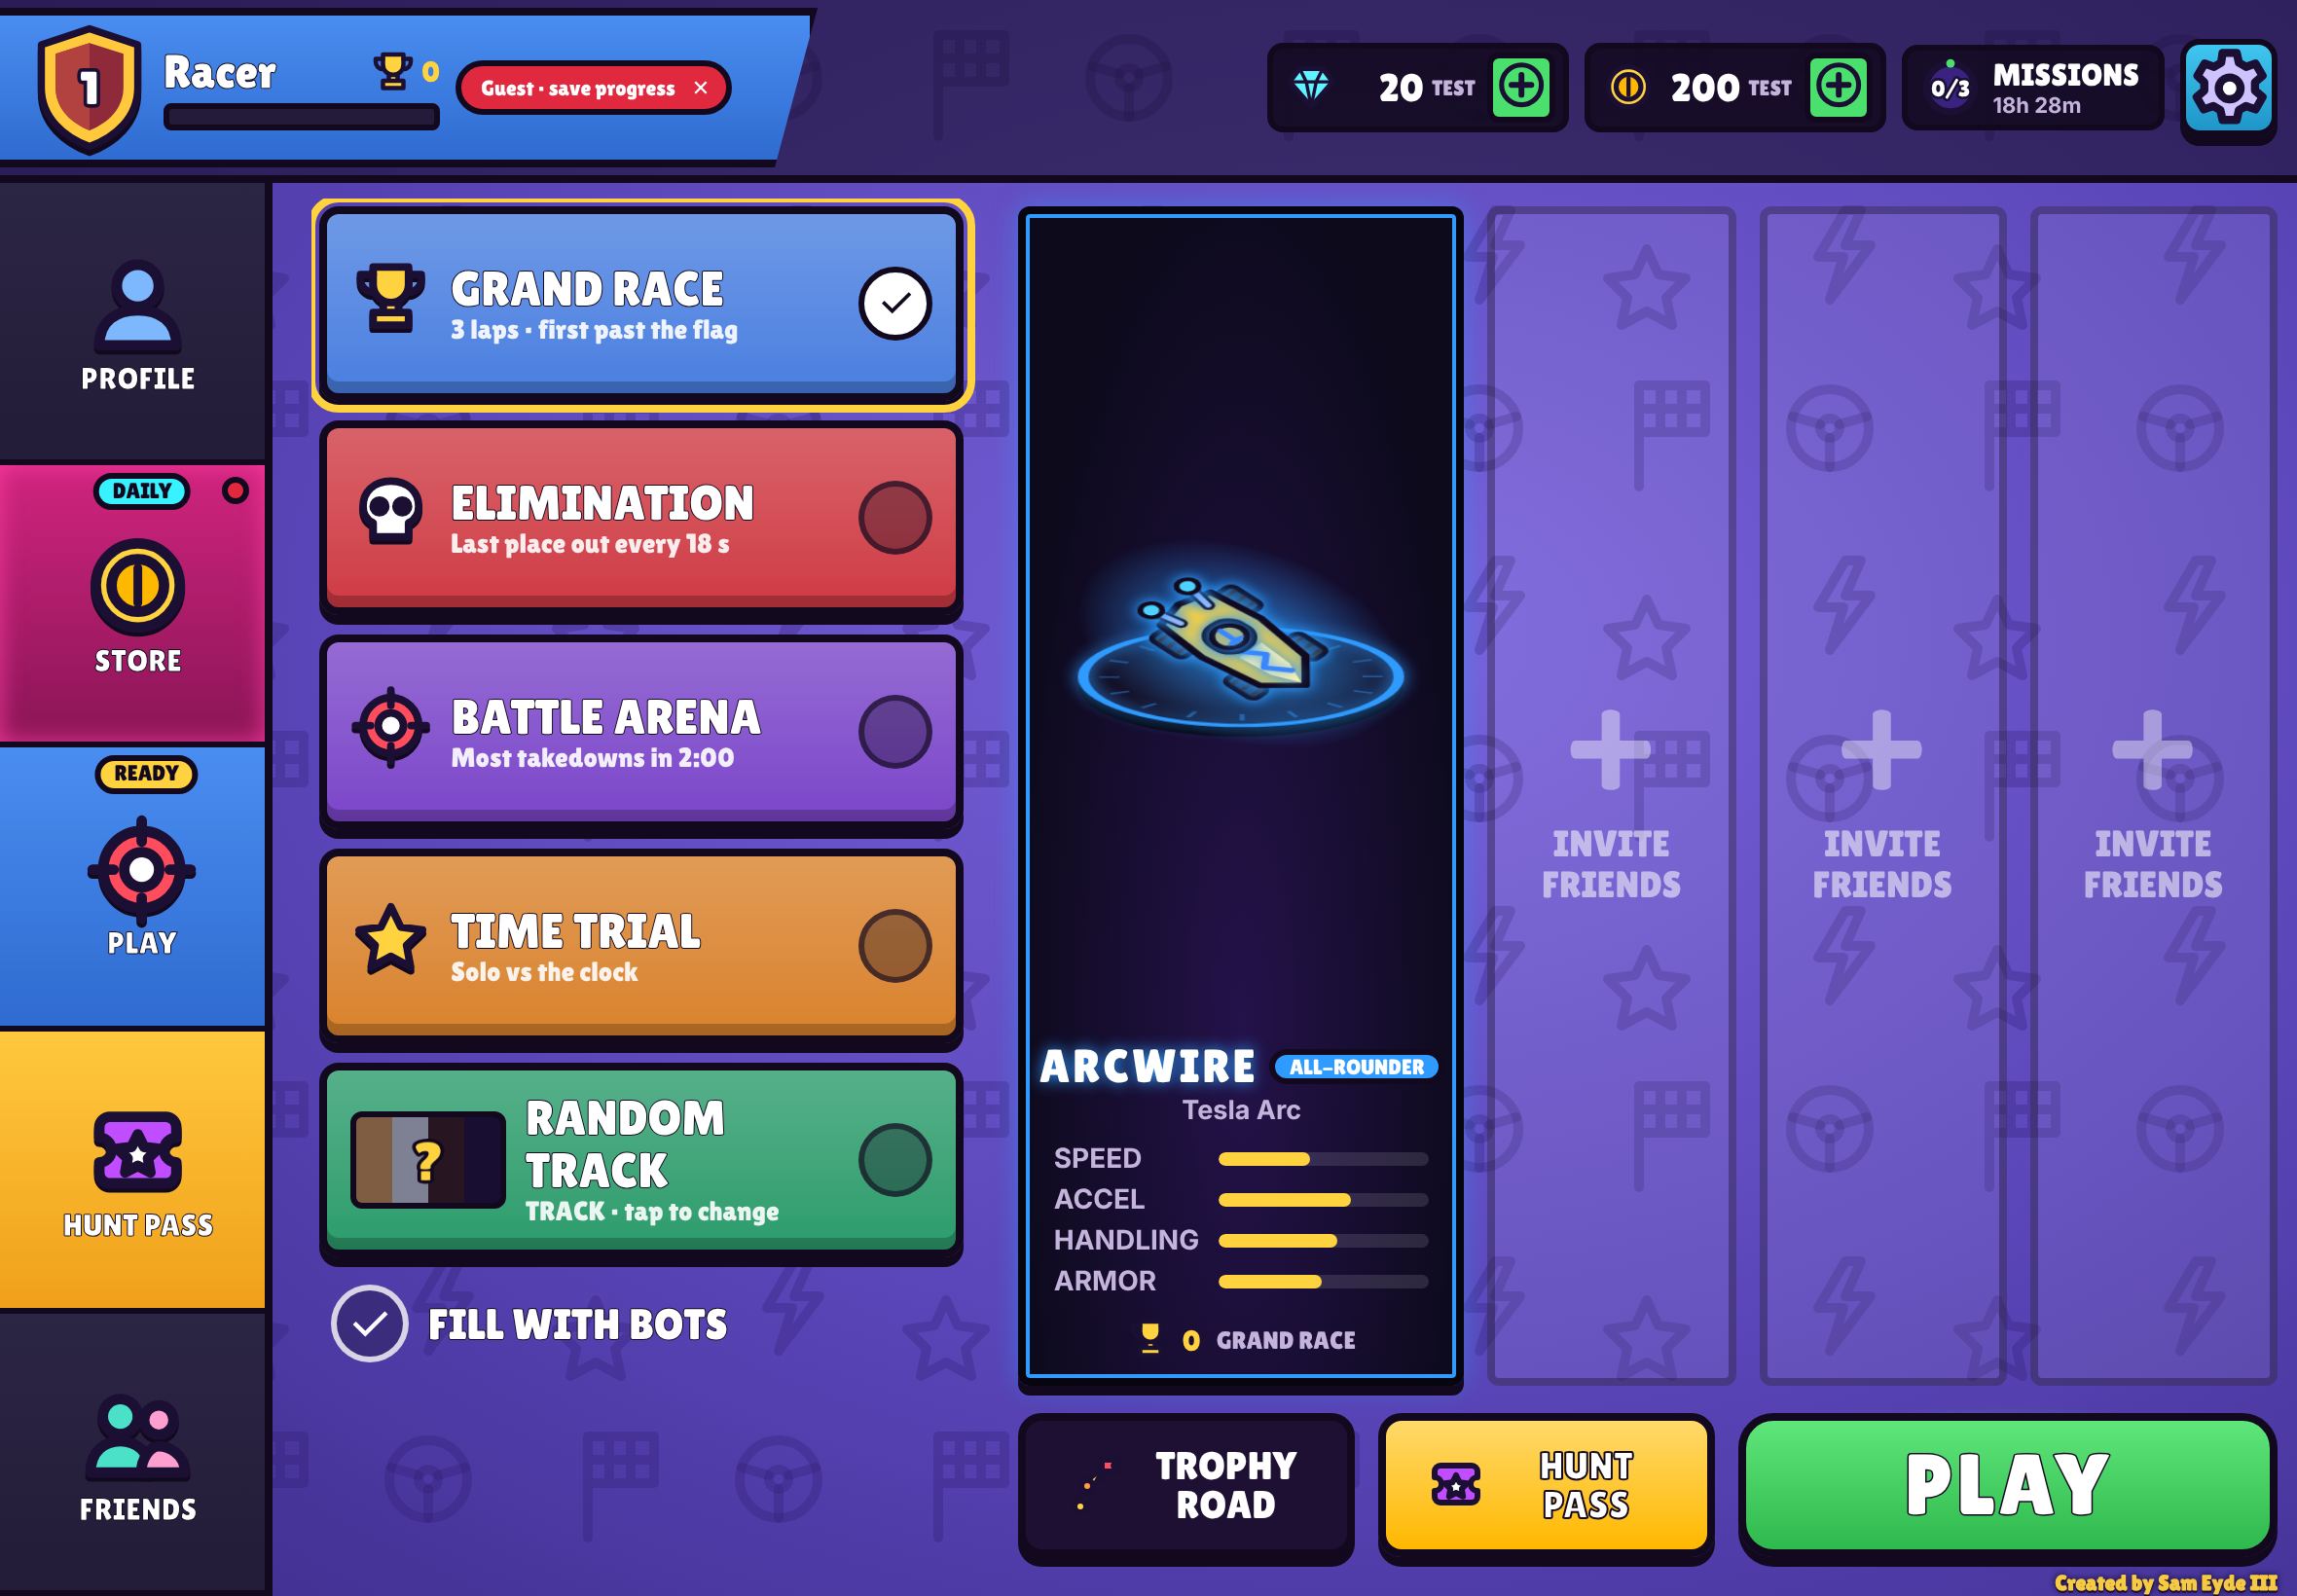 1
Racer
0
Guest · save progress ×
20 TEST
200 TEST
0/3
MISSIONS
18h 28m
PROFILE
DAILY
STORE
READY
PLAY
HUNT PASS
FRIENDS
GRAND RACE
3 laps · first past the flag
ELIMINATION
Last place out every 18 s
BATTLE ARENA
Most takedowns in 2:00
TIME TRIAL
Solo vs the clock
?
RANDOM
TRACK
TRACK · tap to change
FILL WITH BOTS
ARCWIRE
ALL-ROUNDER
Tesla Arc
SPEED
ACCEL
HANDLING
ARMOR
0 GRAND RACE
INVITE
FRIENDS
INVITE
FRIENDS
INVITE
FRIENDS
TROPHY
ROAD
HUNT
PASS
PLAY
Created by Sam Eyde III